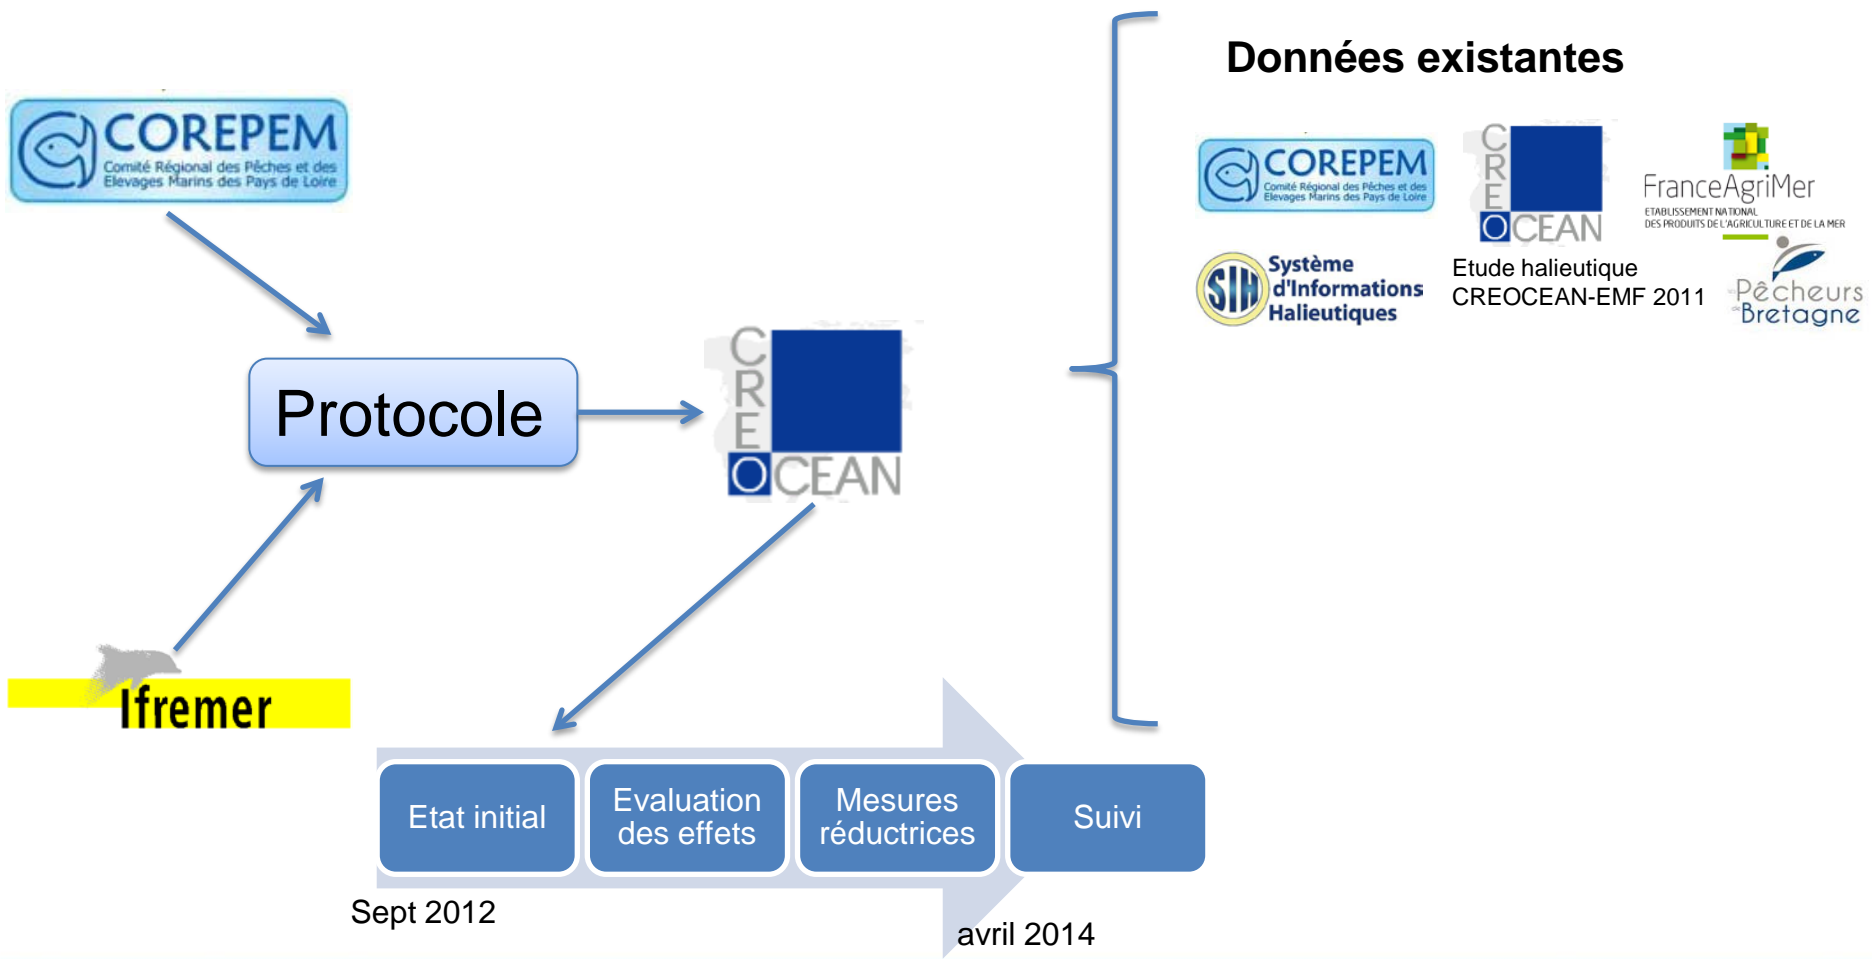 Données existantes
COREPEM
Comité Régional des Pêches et des
Elevages Marins des Pays de Loire
COREPEM
Comité Régional des Pêches et des
Elevages Marins des Pays de Loire
CREOCEAN
FranceAgriMer
ETABLISSEMENT NATIONAL
DES PRODUITS DE L'AGRICULTURE ET DE LA MER
SIH
Système
d'Informations
Halieutiques
Etude halieutique
CREOCEAN-EMF 2011
Pêcheurs
de Bretagne
Protocole
CREOCEAN
Ifremer
Etat initial
Evaluation
des effets
Mesures
réductrices
Suivi
Sept 2012
avril 2014